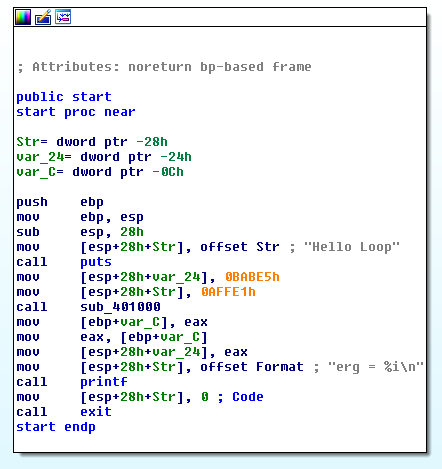 ; Attributes: noreturn bp-based frame
public start
start proc near
Str= dword ptr -28h
var_24= dword ptr -24h
var_C= dword ptr -0Ch
push    ebp
mov     ebp, esp
sub     esp, 28h
mov     [esp+28h+Str], offset Str ; "Hello Loop"
call    puts
mov     [esp+28h+var_24], 0BABE5h
mov     [esp+28h+Str], 0AFFE1h
call    sub_401000
mov     [ebp+var_C], eax
mov     eax, [ebp+var_C]
mov     [esp+28h+var_24], eax
mov     [esp+28h+Str], offset Format ; "erg = %i\n"
call    printf
mov     [esp+28h+Str], 0 ; Code
call    exit
start endp